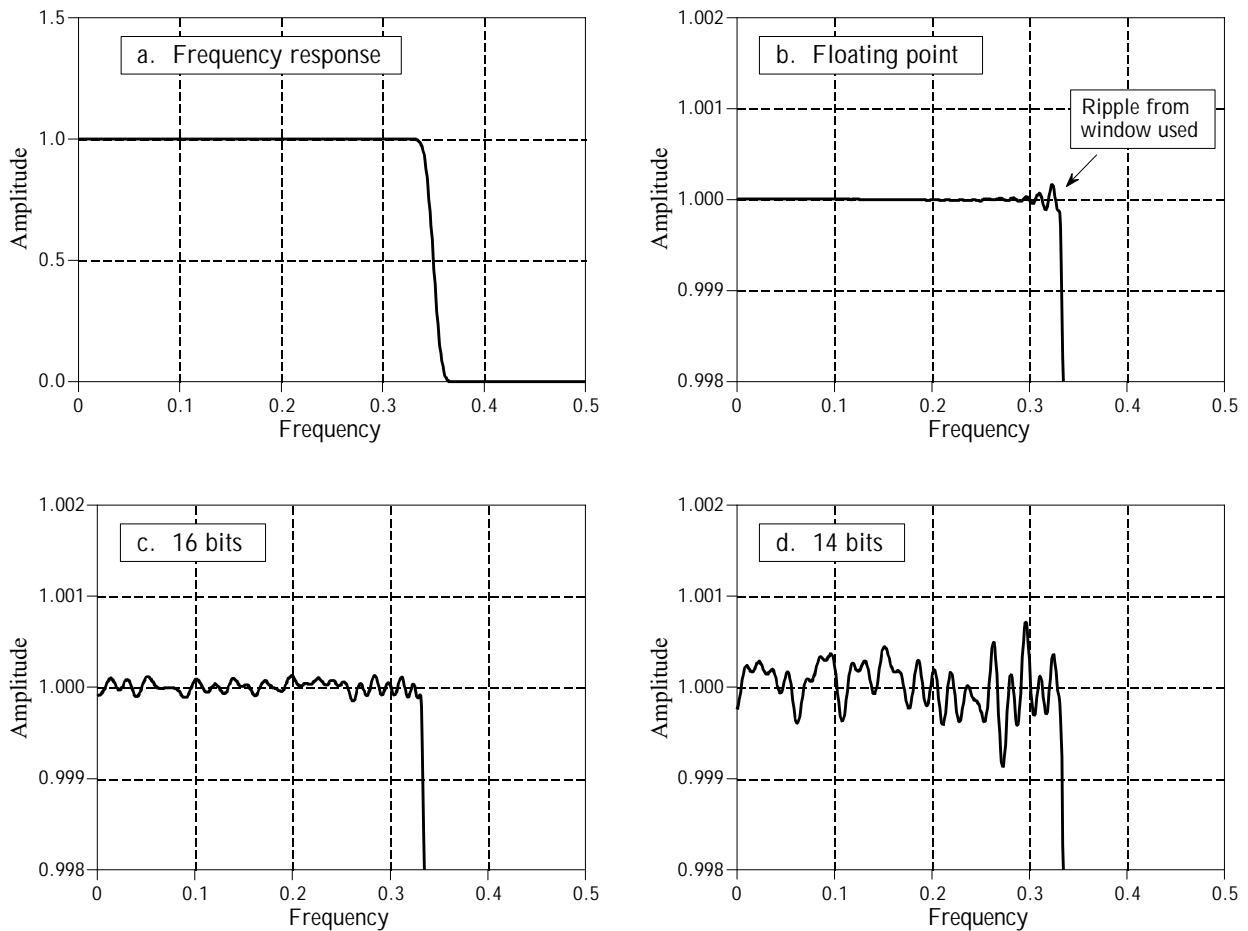 a. Frequency response
1.5
1.0
0.5
0.0
Amplitude
0 0.1 0.2 0.3 0.4 0.5
Frequency
b. Floating point
Ripple from
window used
1.002
1.001
1.000
0.999
0.998
Amplitude
0 0.1 0.2 0.3 0.4 0.5
Frequency
c. 16 bits
1.002
1.001
1.000
0.999
0.998
Amplitude
0 0.1 0.2 0.3 0.4 0.5
Frequency
d. 14 bits
1.002
1.001
1.000
0.999
0.998
Amplitude
0 0.1 0.2 0.3 0.4 0.5
Frequency